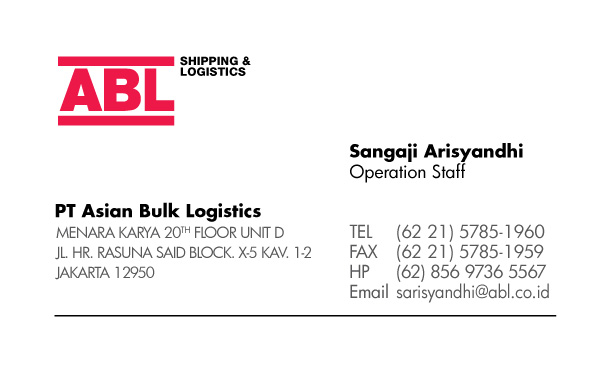 ABL
SHIPPING &
LOGISTICS
Sangaji Arisyandhi
Operation Staff
PT Asian Bulk Logistics
MENARA KARYA 20TH FLOOR UNIT D
JL. HR. RASUNA SAID BLOCK. X-5 KAV. 1-2
JAKARTA 12950
TEL (62 21) 5785-1960
FAX (62 21) 5785-1959
HP (62) 856 9736 5567
Email sarisyandhi@abl.co.id